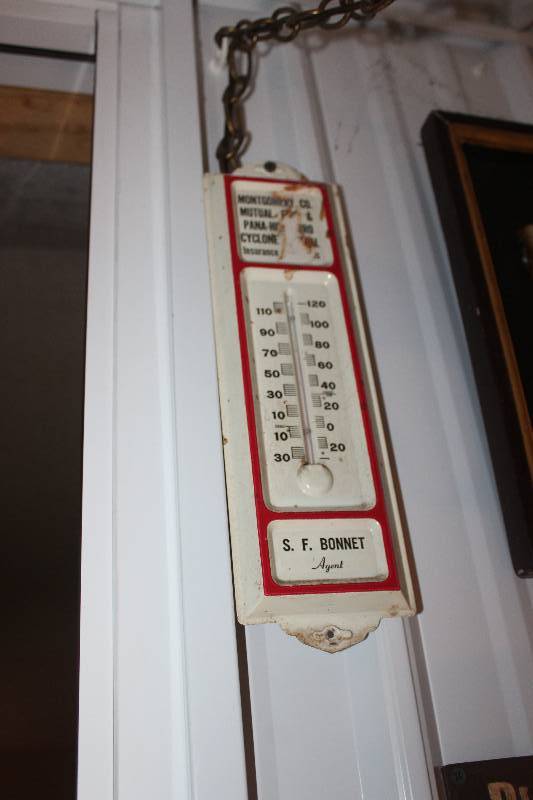 MONTGOMERY CO.
MUTUAL &
CYCLONE
Insurance
110 120
90 100
70 80
50 60
30 40
10 20
10 0
30 20
S. F. BONNET
Agent